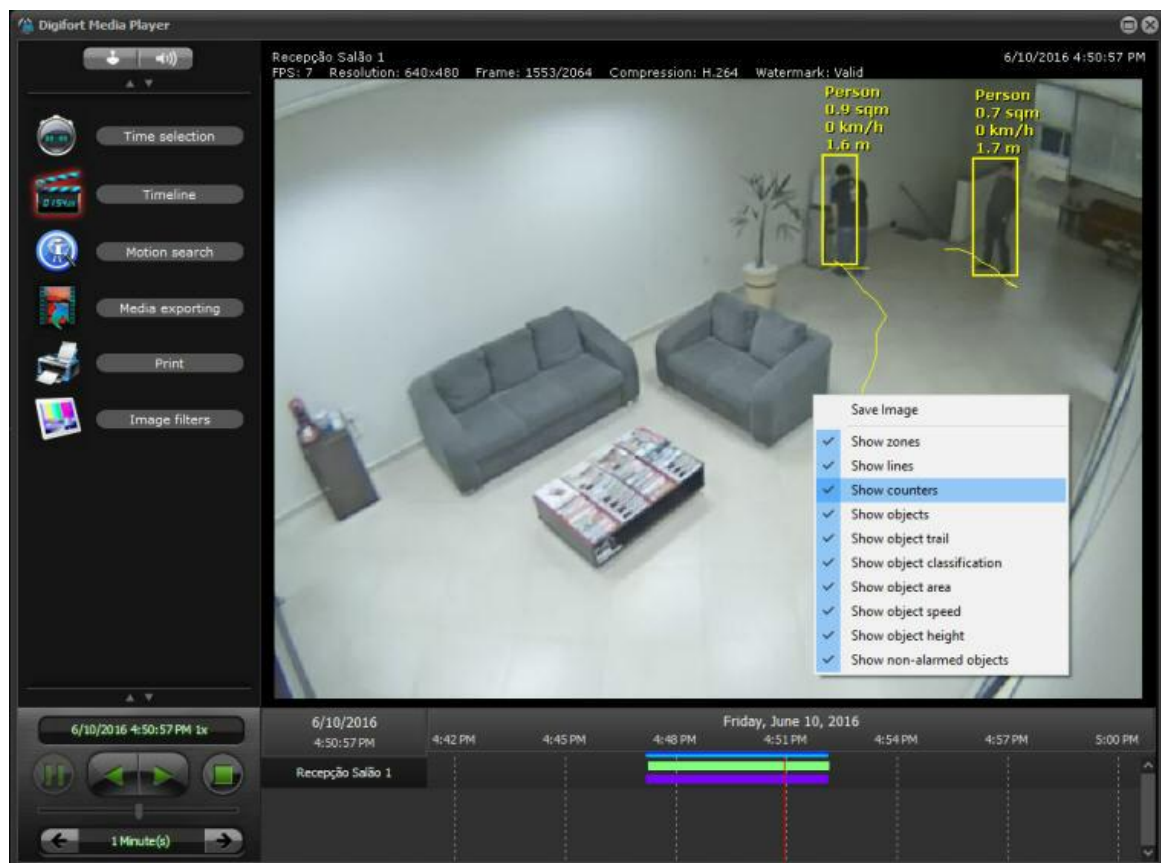 Digifort Media Player
Recepção Salão 1
6/10/2016 4:50:57 PM
FPS: 7 Resolution: 640x480 Frame: 1553/2064 Compression: H.264 Watermark: Valid
Time selection
Timeline
Motion search
Media exporting
Print
Image filters
Person
0.9 sqm
0 km/h
1.6 m
Person
0.7 sqm
0 km/h
1.7 m
Save Image
Show zones
Show lines
Show counters
Show objects
Show object trail
Show object classification
Show object area
Show object speed
Show object height
Show non-alarmed objects
6/10/2016 4:50:57 PM 1x
1 Minute(s)
6/10/2016
4:50:57 PM
Friday, June 10, 2016
4:42 PM 4:45 PM 4:48 PM 4:51 PM 4:54 PM 4:57 PM 5:00 PM
Recepção Salão 1